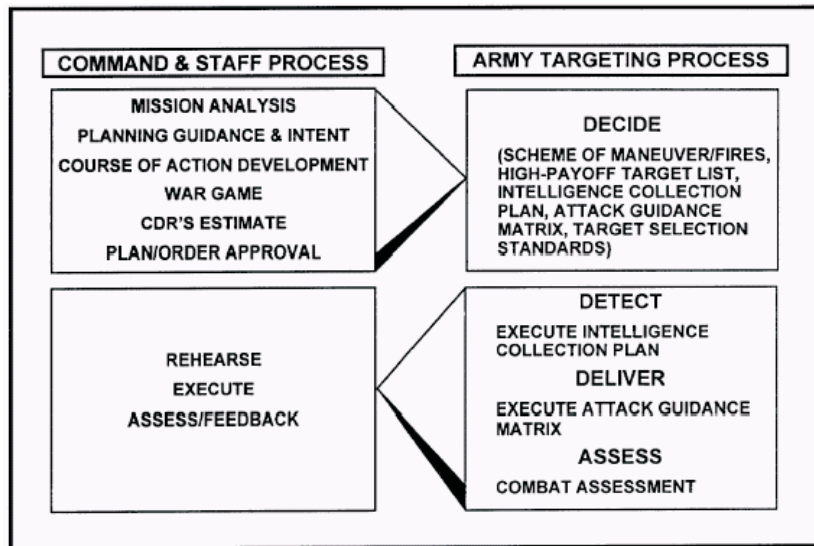 COMMAND & STAFF PROCESS
MISSION ANALYSIS
PLANNING GUIDANCE & INTENT
COURSE OF ACTION DEVELOPMENT
WAR GAME
CDR'S ESTIMATE
PLAN/ORDER APPROVAL
ARMY TARGETING PROCESS
DECIDE
(SCHEME OF MANEUVER/FIRES,
HIGH-PAYOFF TARGET LIST,
INTELLIGENCE COLLECTION
PLAN, ATTACK GUIDANCE
MATRIX, TARGET SELECTION
STANDARDS)
REHEARSE
EXECUTE
ASSESS/FEEDBACK
DETECT
EXECUTE INTELLIGENCE
COLLECTION PLAN
DELIVER
EXECUTE ATTACK GUIDANCE
MATRIX
ASSESS
COMBAT ASSESSMENT